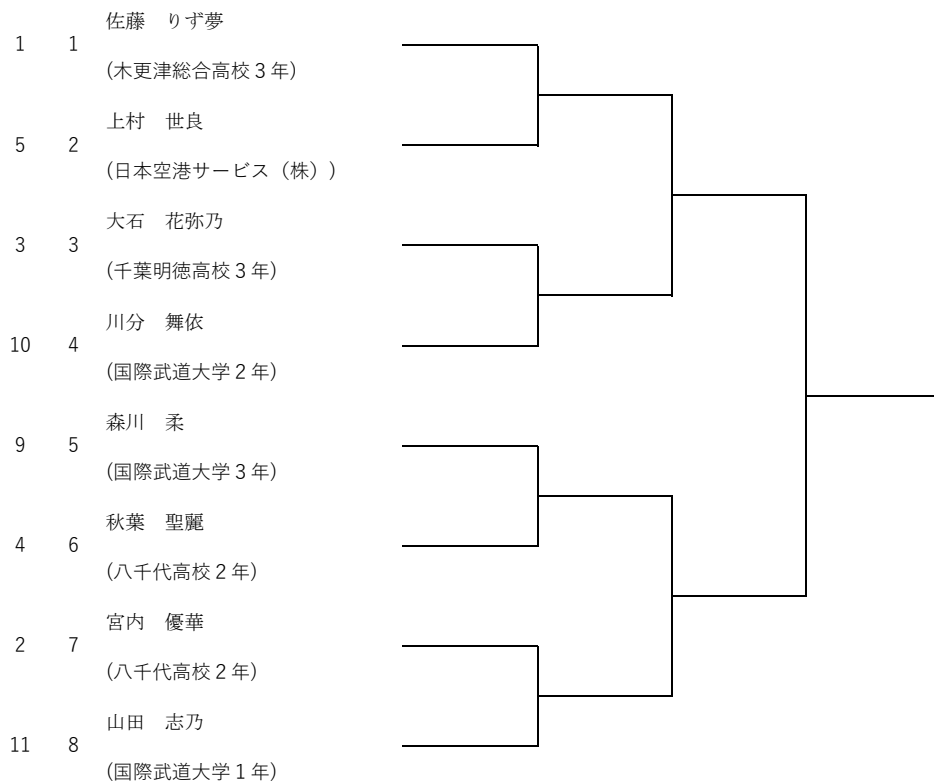 佐藤　りず夢
1 1
(木更津総合高校３年)
上村　世良
5 2
(日本空港サービス（株）)
大石　花弥乃
3 3
(千葉明徳高校３年)
川分　舞依
10 4
(国際武道大学２年)
森川　柔
9 5
(国際武道大学３年)
秋葉　聖麗
4 6
(八千代高校２年)
宮内　優華
2 7
(八千代高校２年)
山田　志乃
11 8
(国際武道大学１年)